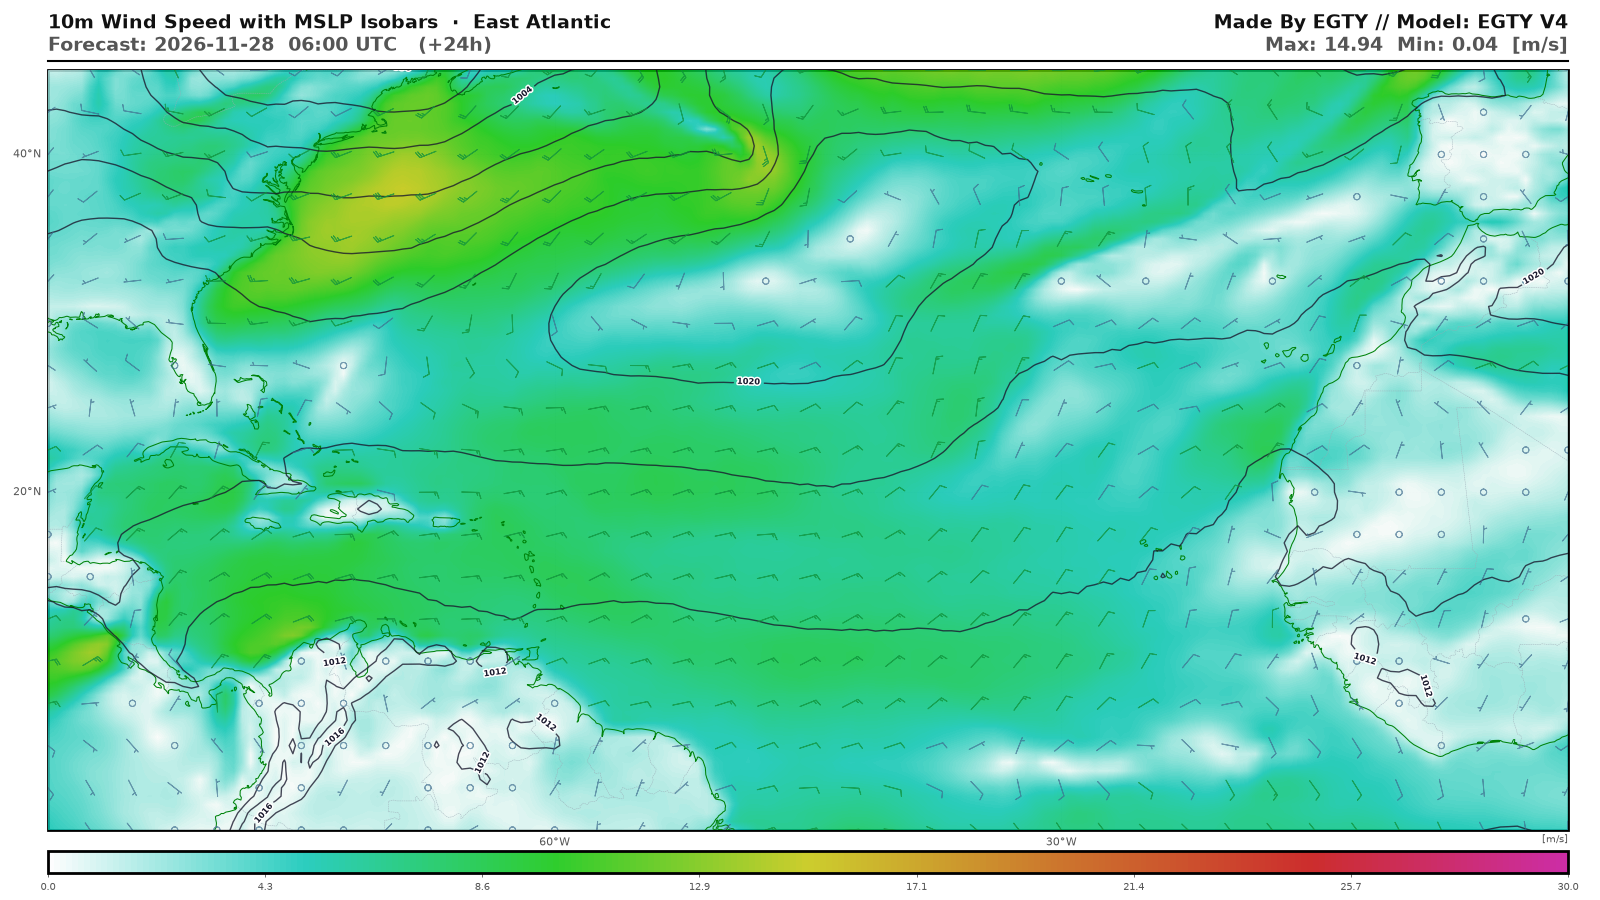 10m Wind Speed with MSLP Isobars · East Atlantic
Made By EGTY // Model: EGTY V4
Forecast: 2026-11-28 06:00 UTC (+24h)
Max: 14.94 Min: 0.04 [m/s]
1004
40°N
1020
1020
20°N
1012
1012
1012
1012
1012
1016
1012
1016
60°W
30°W
[m/s]
0.0
4.3
8.6
12.9
17.1
21.4
25.7
30.0